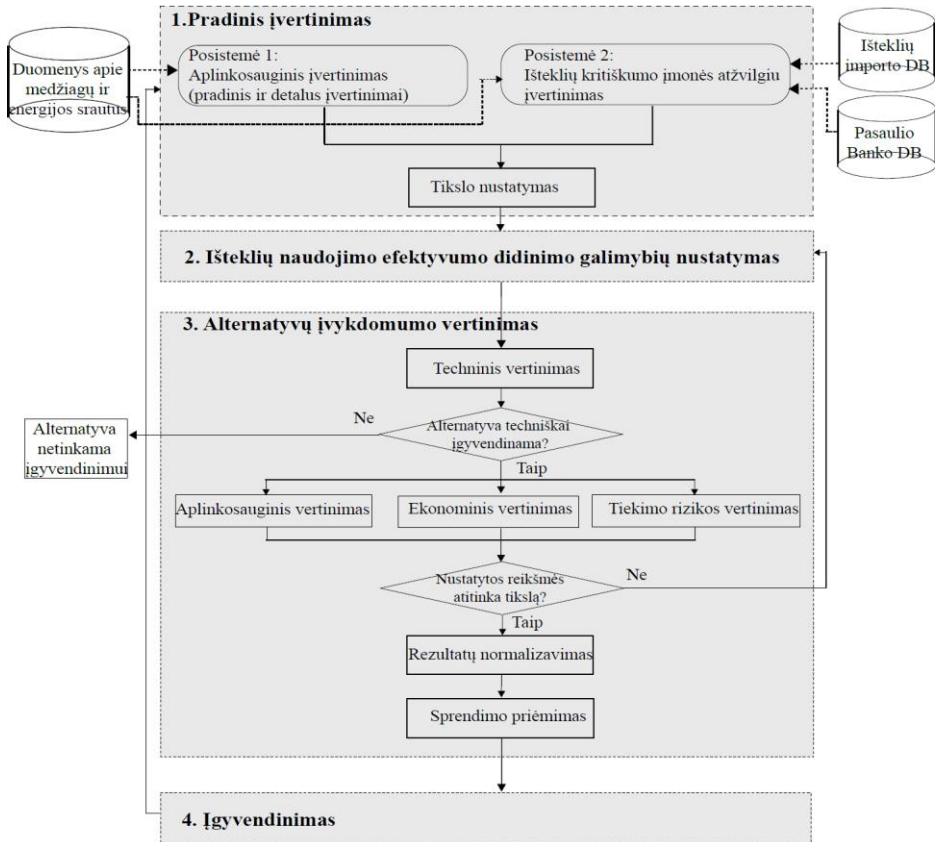 1.Pradinis įvertinimas
Duomenys apie
medžiagų ir
energijos srautus
Posistemė 1:
Aplinkosauginis įvertinimas
(pradinis ir detalus įvertinimai)
Posistemė 2:
Išteklių kritiškumo įmonės atžvilgiu
įvertinimas
Išteklių
importo DB
Pasaulio
Banko DB
Tikslo nustatymas
2. Išteklių naudojimo efektyvumo didinimo galimybių nustatymas
3. Alternatyvų įvykdomumo vertinimas
Techninis vertinimas
Ne
Alternatyva techniškai
įgyvendinama?
Alternatyva
netinkama
įgyvendinimui
Taip
Aplinkosauginis vertinimas
Ekonominis vertinimas
Tiekimo rizikos vertinimas
Nustatytos reikšmės
atitinka tikslą?
Ne
Taip
Rezultatų normalizavimas
Sprendimo priėmimas
4. Įgyvendinimas